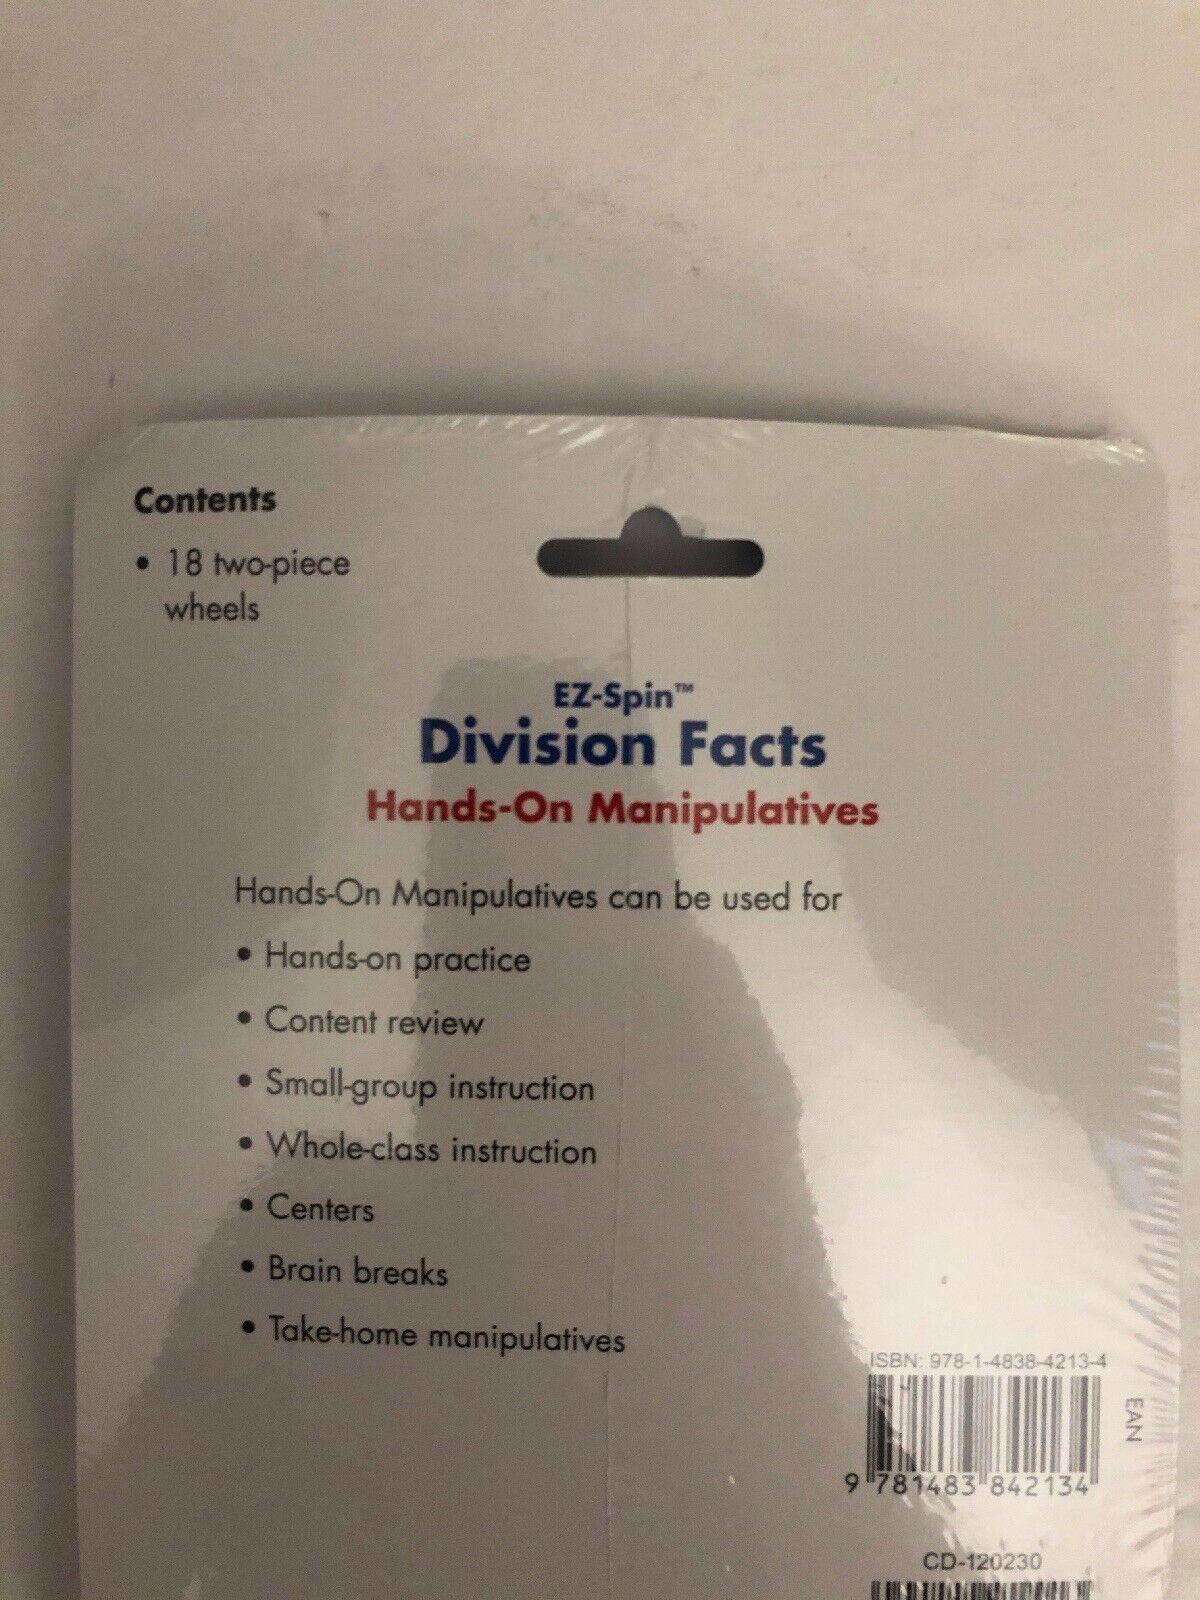 Contents
• 18 two-piece
wheels
EZ-Spin™
Division Facts
Hands-On Manipulatives
Hands-On Manipulatives can be used for
• Hands-on practice
• Content review
• Small-group instruction
• Whole-class instruction
• Centers
• Brain breaks
• Take-home manipulatives
ISBN: 978-1-4838-4213-4
EAN
9 781483 842134
CD-120230